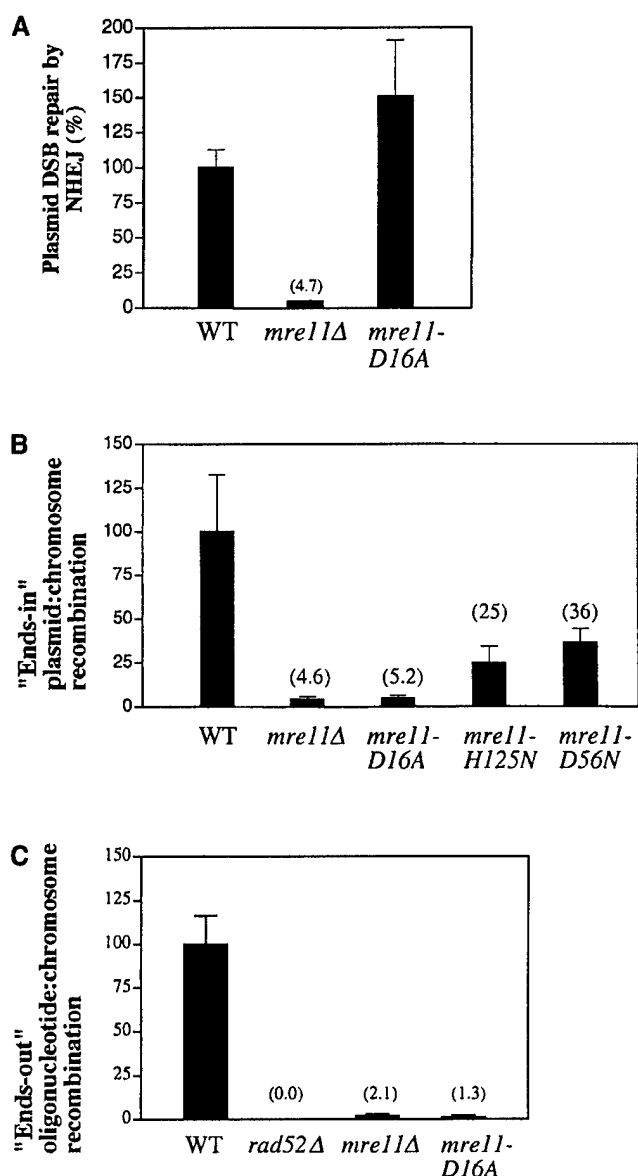 A
Plasmid DSB repair by
NHEJ (%)
200
175
150
125
100
75
50
25
0
(4.7)
WT mre11Δ mre11-
D16A
B
"Ends-in"
plasmid:chromosome
recombination
150
125
100
75
50
25
0
(4.6) (5.2) (25) (36)
WT mre11Δ mre11- mre11- mre11-
D16A H125N D56N
C
"Ends-out"
oligonucleotide:chromosome
recombination
150
125
100
75
50
25
0
(0.0) (2.1) (1.3)
WT rad52Δ mre11Δ mre11-
D16A